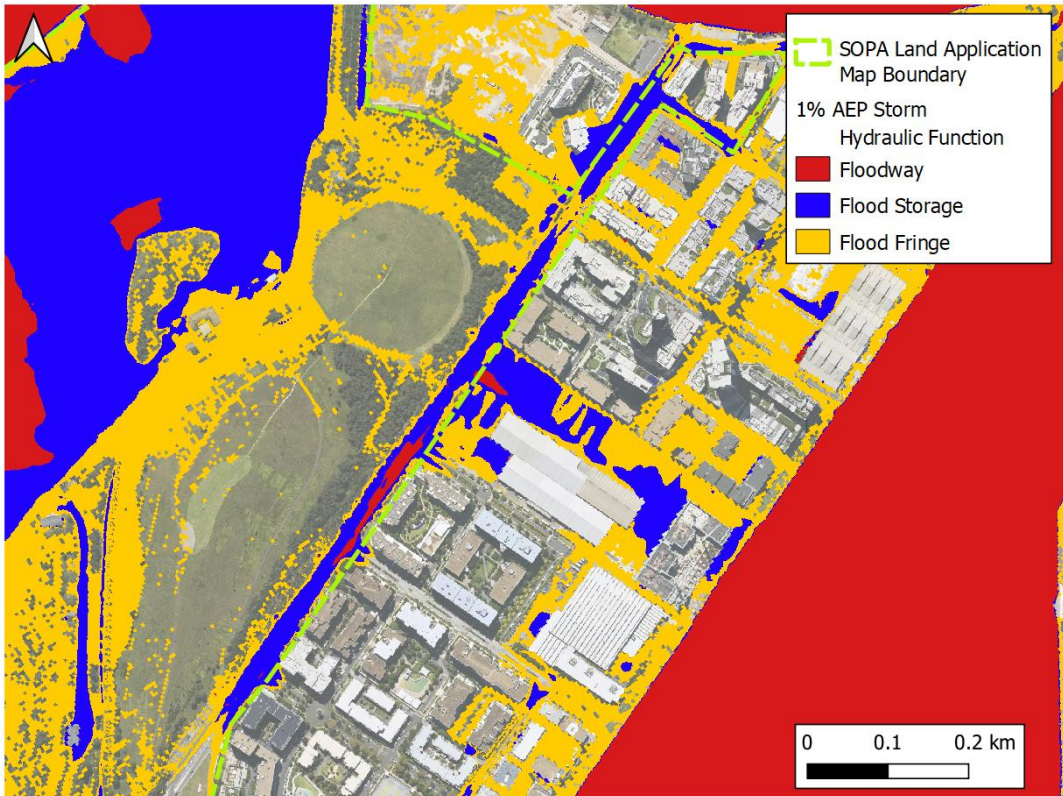 SOPA Land Application
Map Boundary
1% AEP Storm
Hydraulic Function
Floodway
Flood Storage
Flood Fringe
0 0.1 0.2 km